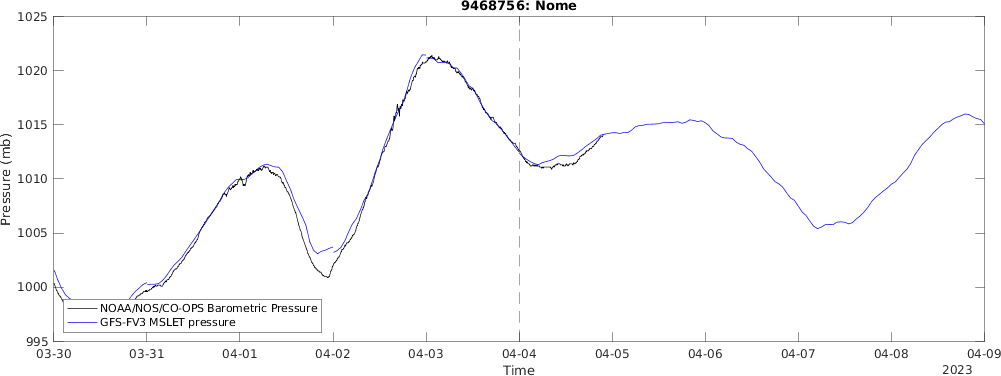 9468756: Nome
1025
1020
1015
1010
1005
1000
995
Pressure (mb)
NOAA/NOS/CO-OPS Barometric Pressure
GFS-FV3 MSLET pressure
03-30 03-31 04-01 04-02 04-03 04-04 04-05 04-06 04-07 04-08 04-09
Time
2023